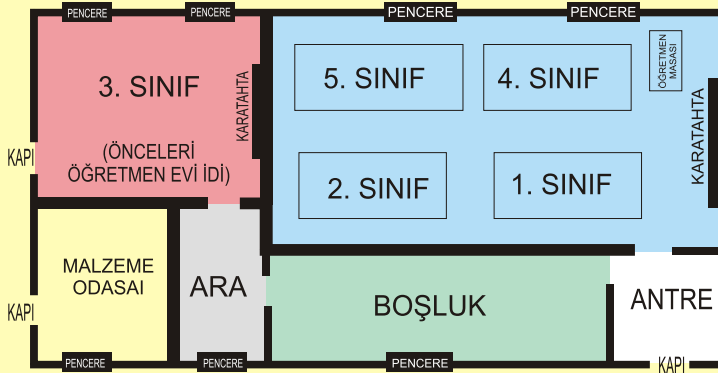 PENCERE
PENCERE
PENCERE
PENCERE
3. SINIF
KARATAHTA
(ÖNCELERİ
ÖĞRETMEN EVİ İDİ)
KAPI
5. SINIF
4. SINIF
ÖĞRETMEN
MASASI
KARATAHTA
2. SINIF
1. SINIF
MALZEME
ODASAI
KAPI
ARA
BOŞLUK
ANTRE
PENCERE
PENCERE
PENCERE
KAPI